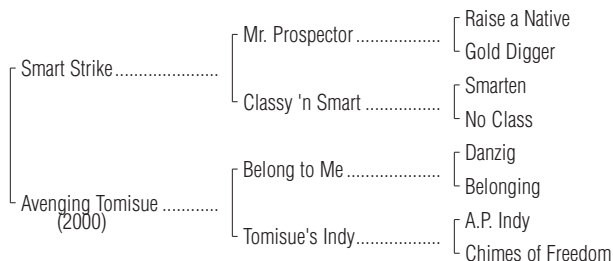 Raise a Native
Mr. Prospector ..................
Gold Digger
Smart Strike ......................
Smarten
Classy 'n Smart ................
No Class
Danzig
Belong to Me .....................
Belonging
Avenging Tomisue ............
(2000)
A.P. Indy
Tomisue's Indy ..................
Chimes of Freedom